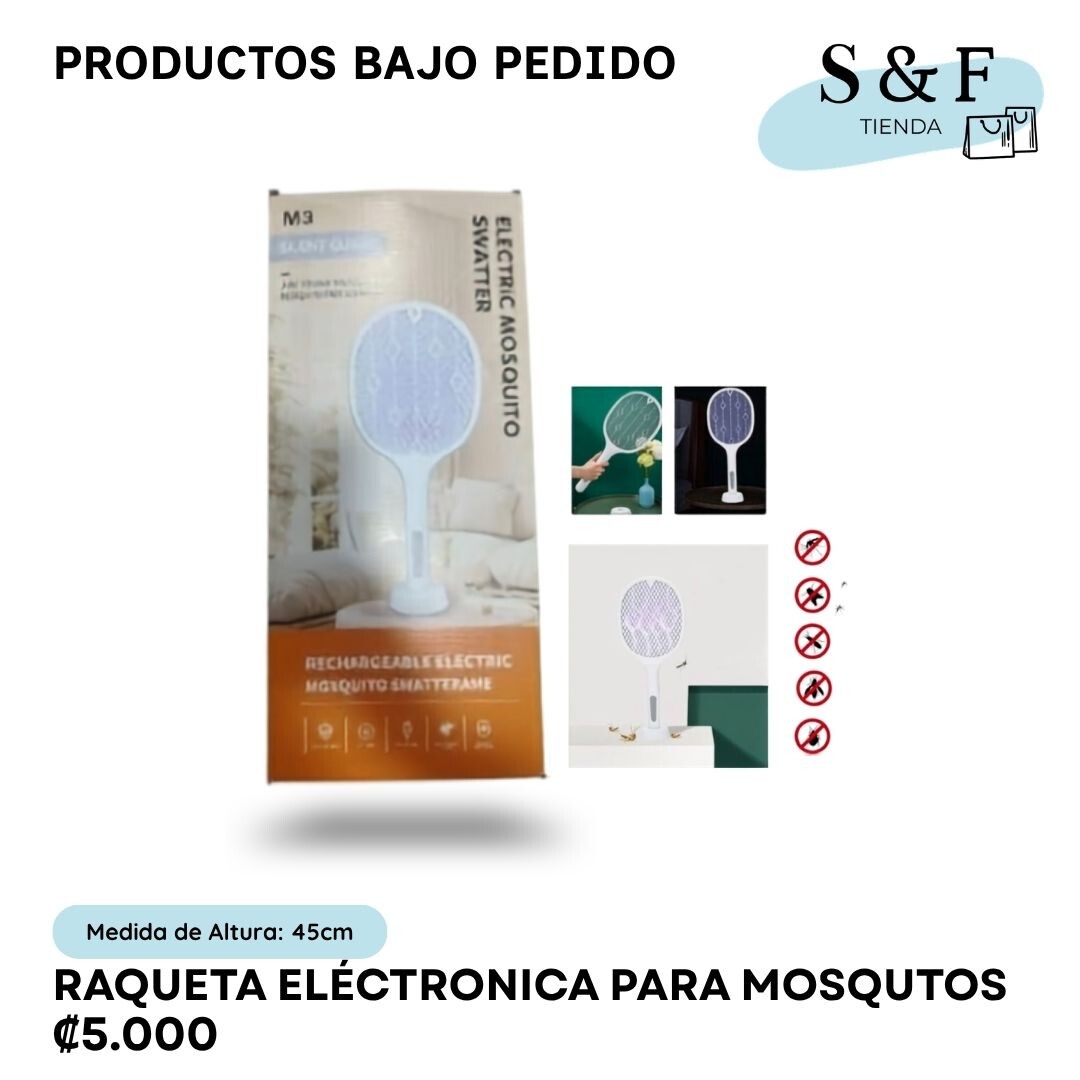 PRODUCTOS BAJO PEDIDO
S & F
TIENDA
M3
ELECTRIC MOSQUITO
SWATTER
RECHARGEABLE ELECTRIC
MOSQUITO
Medida de Altura: 45cm
RAQUETA ELÉCTRONICA PARA MOSQUTOS
₡5.000